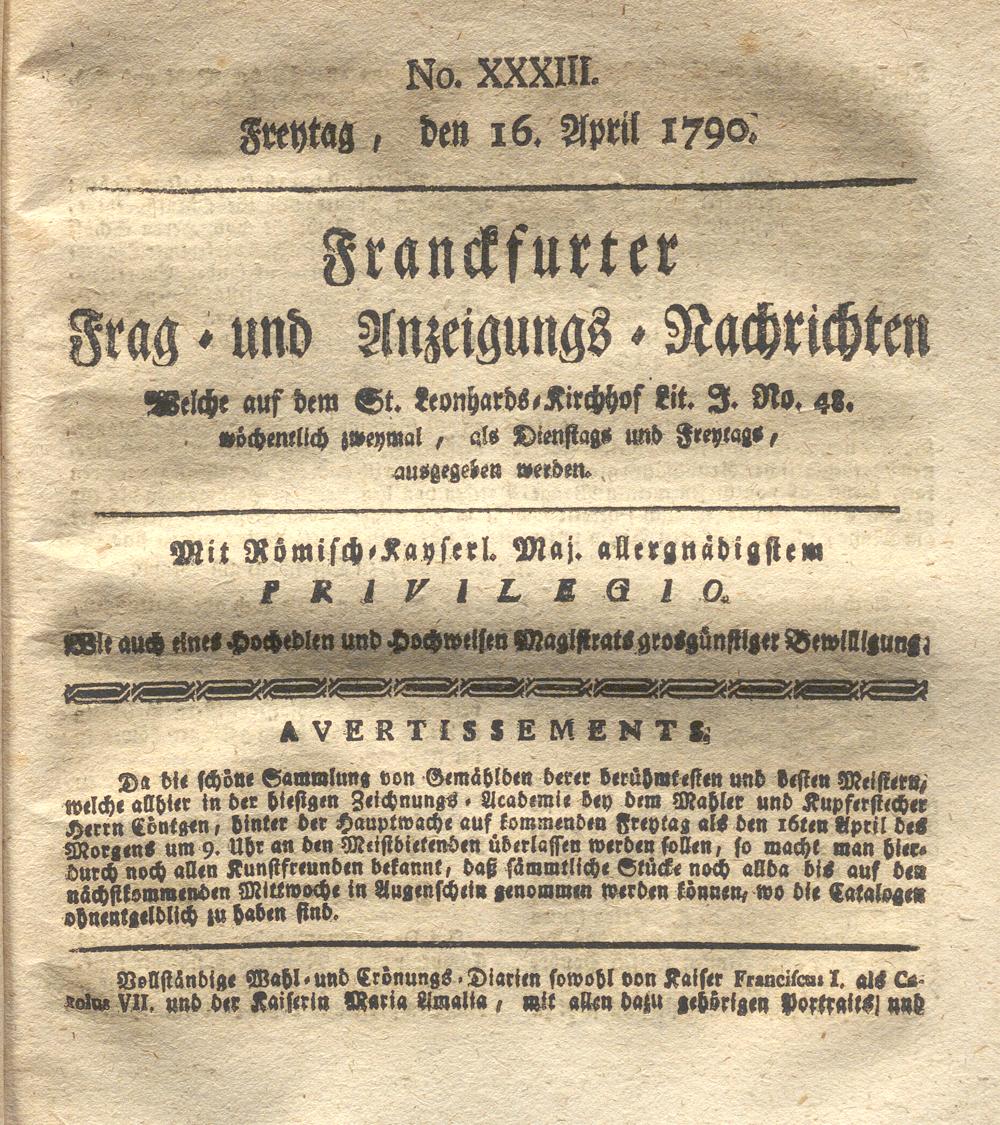 No. XXXIII.
Freytag, den 16. April 1790.
Franckfurter
Frag- und Anzeigungs-Nachrichten
Welche auf dem St. Leonhards-Kirchhof Lit. J. No. 48.
wöchentlich zweymal, als Dienstags und Freytags,
ausgegeben werden.
Mit Römisch-Kayserl. Maj. allergnädigstem
PRIVILEGIO.
Wie auch eines Hochedlen und Hochweisen Magistrats grosgünstiger Bewilligung.
AVERTISSEMENTS.
Da die schöne Sammlung von Gemählden derer berühmtesten und besten Meistern,
welche allhier in der hiesigen Zeichnungs-Academie bey dem Mahler und Kupferstecher
Herrn Cöntgen, hinter der Hauptwache auf kommenden Freytag als den 16ten April des
Morgens um 9. Uhr an den Meistbietenden überlassen werden sollen, so macht man hier-
durch noch allen Kunstfreunden bekannt, daß sämmtliche Stücke noch allda bis auf den
nächstkommenden Mittwoche in Augenschein genommen werden können, wo die Catalogen
ohnentgeldlich zu haben sind.
Vollständige Wahl- und Crönungs-Diarien sowohl von Kaiser Franciscus I. als Ca-
rolus VII. und der Kaiserin Maria Amalia, mit allen dazu gehörigen Portraits, und